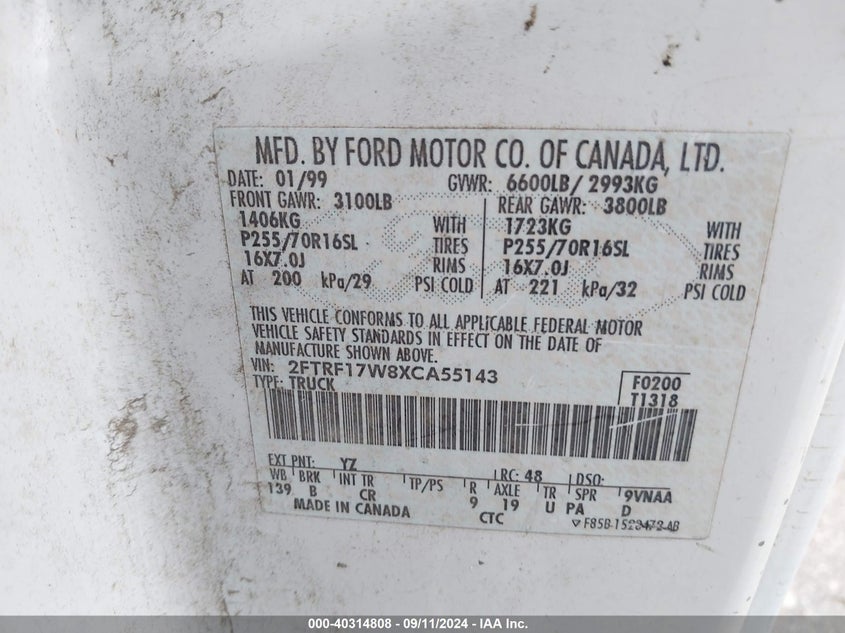 MFD. BY FORD MOTOR CO. OF CANADA, LTD.
DATE: 01/99 GVWR: 6600LB/ 2993KG
FRONT GAWR: 3100LB REAR GAWR: 3800LB
1406KG WITH 1723KG WITH
P255/70R16SL TIRES P255/70R16SL TIRES
16X7.0J RIMS 16X7.0J RIMS
AT 200 kPa/29 PSI COLD AT 221 kPa/32 PSI COLD
THIS VEHICLE CONFORMS TO ALL APPLICABLE FEDERAL MOTOR
VEHICLE SAFETY STANDARDS IN EFFECT ON THE DATE OF
MANUFACTURE SHOWN ABOVE.
VIN: 2FTRF17W8XCA55143 F0200
TYPE: TRUCK T1318
EXT PNT: YZ RC: 48 DSO:
WB BRK INT TR TP/PS R AXLE TR SPR 9VNAA
139 B CR 9 19 U PA D
MADE IN CANADA CTC
000-40314808 - 09/11/2024 - IAA Inc.